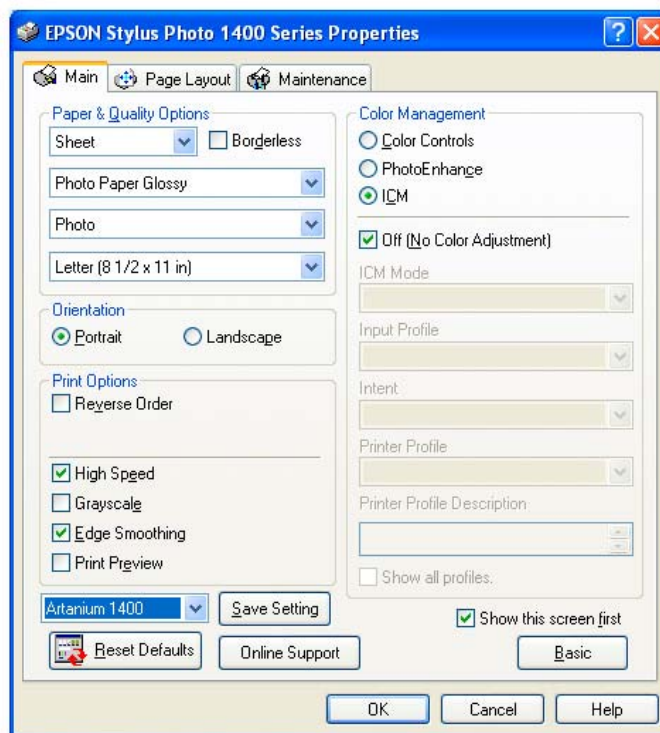 EPSON Stylus Photo 1400 Series Properties
Main
Page Layout
Maintenance
Paper & Quality Options
Sheet
Borderless
Photo Paper Glossy
Photo
Letter (8 1/2 x 11 in)
Orientation
Portrait
Landscape
Print Options
Reverse Order
High Speed
Grayscale
Edge Smoothing
Print Preview
Artanium 1400
Save Setting
Reset Defaults
Online Support
Color Management
Color Controls
PhotoEnhance
ICM
Off (No Color Adjustment)
ICM Mode
Input Profile
Intent
Printer Profile
Printer Profile Description
Show all profiles.
Show this screen first
Basic
OK
Cancel
Help